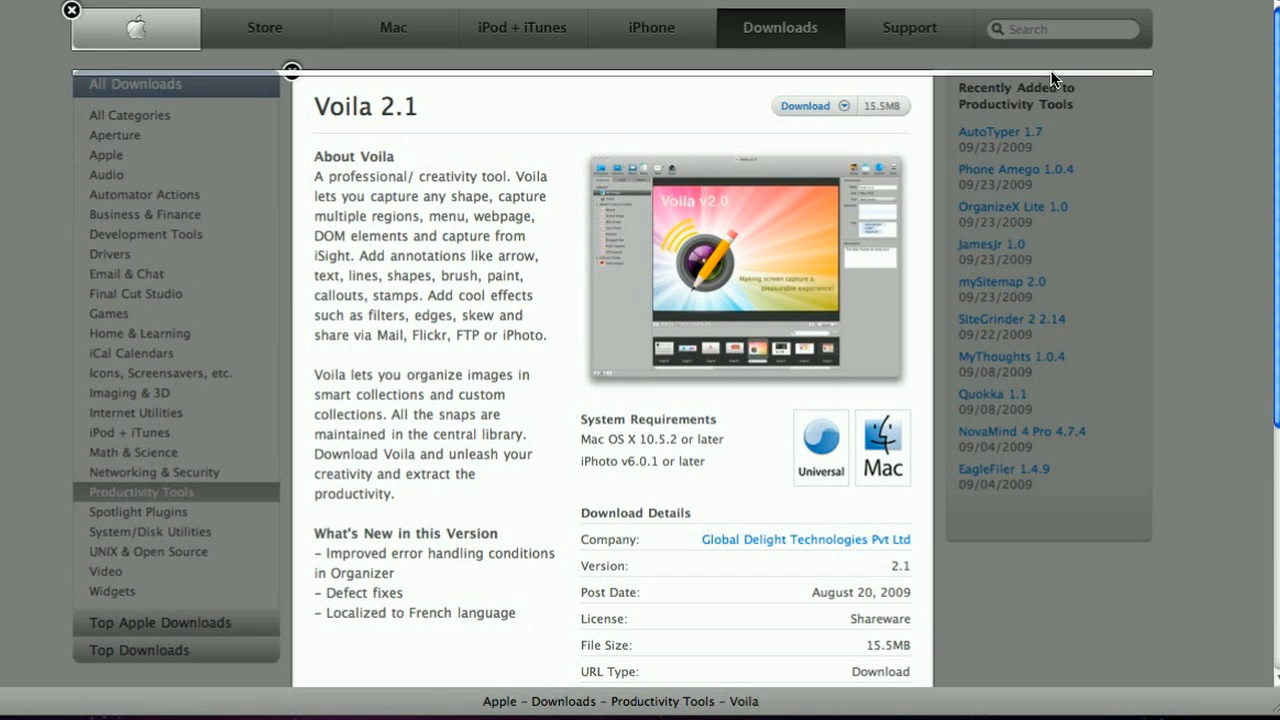 Store
Mac
iPod + iTunes
iPhone
Downloads
Support
Search
All Downloads
All Categories
Aperture
Apple
Audio
Automator Actions
Business & Finance
Development Tools
Drivers
Email & Chat
Final Cut Studio
Games
Home & Learning
iCal Calendars
Icons, Screensavers, etc.
Imaging & 3D
Internet Utilities
iPod + iTunes
Math & Science
Networking & Security
Productivity Tools
Spotlight Plugins
System/Disk Utilities
UNIX & Open Source
Video
Widgets
Top Apple Downloads
Top Downloads
Voila 2.1
Download
15.5MB
About Voila
A professional/ creativity tool. Voila
lets you capture any shape, capture
multiple regions, menu, webpage,
DOM elements and capture from
iSight. Add annotations like arrow,
text, lines, shapes, brush, paint,
callouts, stamps. Add cool effects
such as filters, edges, skew and
share via Mail, Flickr, FTP or iPhoto.
Voila lets you organize images in
smart collections and custom
collections. All the snaps are
maintained in the central library.
Download Voila and unleash your
creativity and extract the
productivity.
What's New in this Version
– Improved error handling conditions
in Organizer
– Defect fixes
– Localized to French language
Voila v2.0
Making screen capture a
pleasurable experience!
System Requirements
Mac OS X 10.5.2 or later
iPhoto v6.0.1 or later
Universal
Mac
Download Details
Company: Global Delight Technologies Pvt Ltd
Version: 2.1
Post Date: August 20, 2009
License: Shareware
File Size: 15.5MB
URL Type: Download
Recently Added to
Productivity Tools
AutoTyper 1.7
09/23/2009
Phone Amego 1.0.4
09/23/2009
OrganizeX Lite 1.0
09/23/2009
JamesJr 1.0
09/23/2009
mySitemap 2.0
09/23/2009
SiteGrinder 2 2.14
09/22/2009
MyThoughts 1.0.4
09/08/2009
Quokka 1.1
09/08/2009
NovaMind 4 Pro 4.7.4
09/04/2009
EagleFiler 1.4.9
09/04/2009
Apple – Downloads – Productivity Tools – Voila